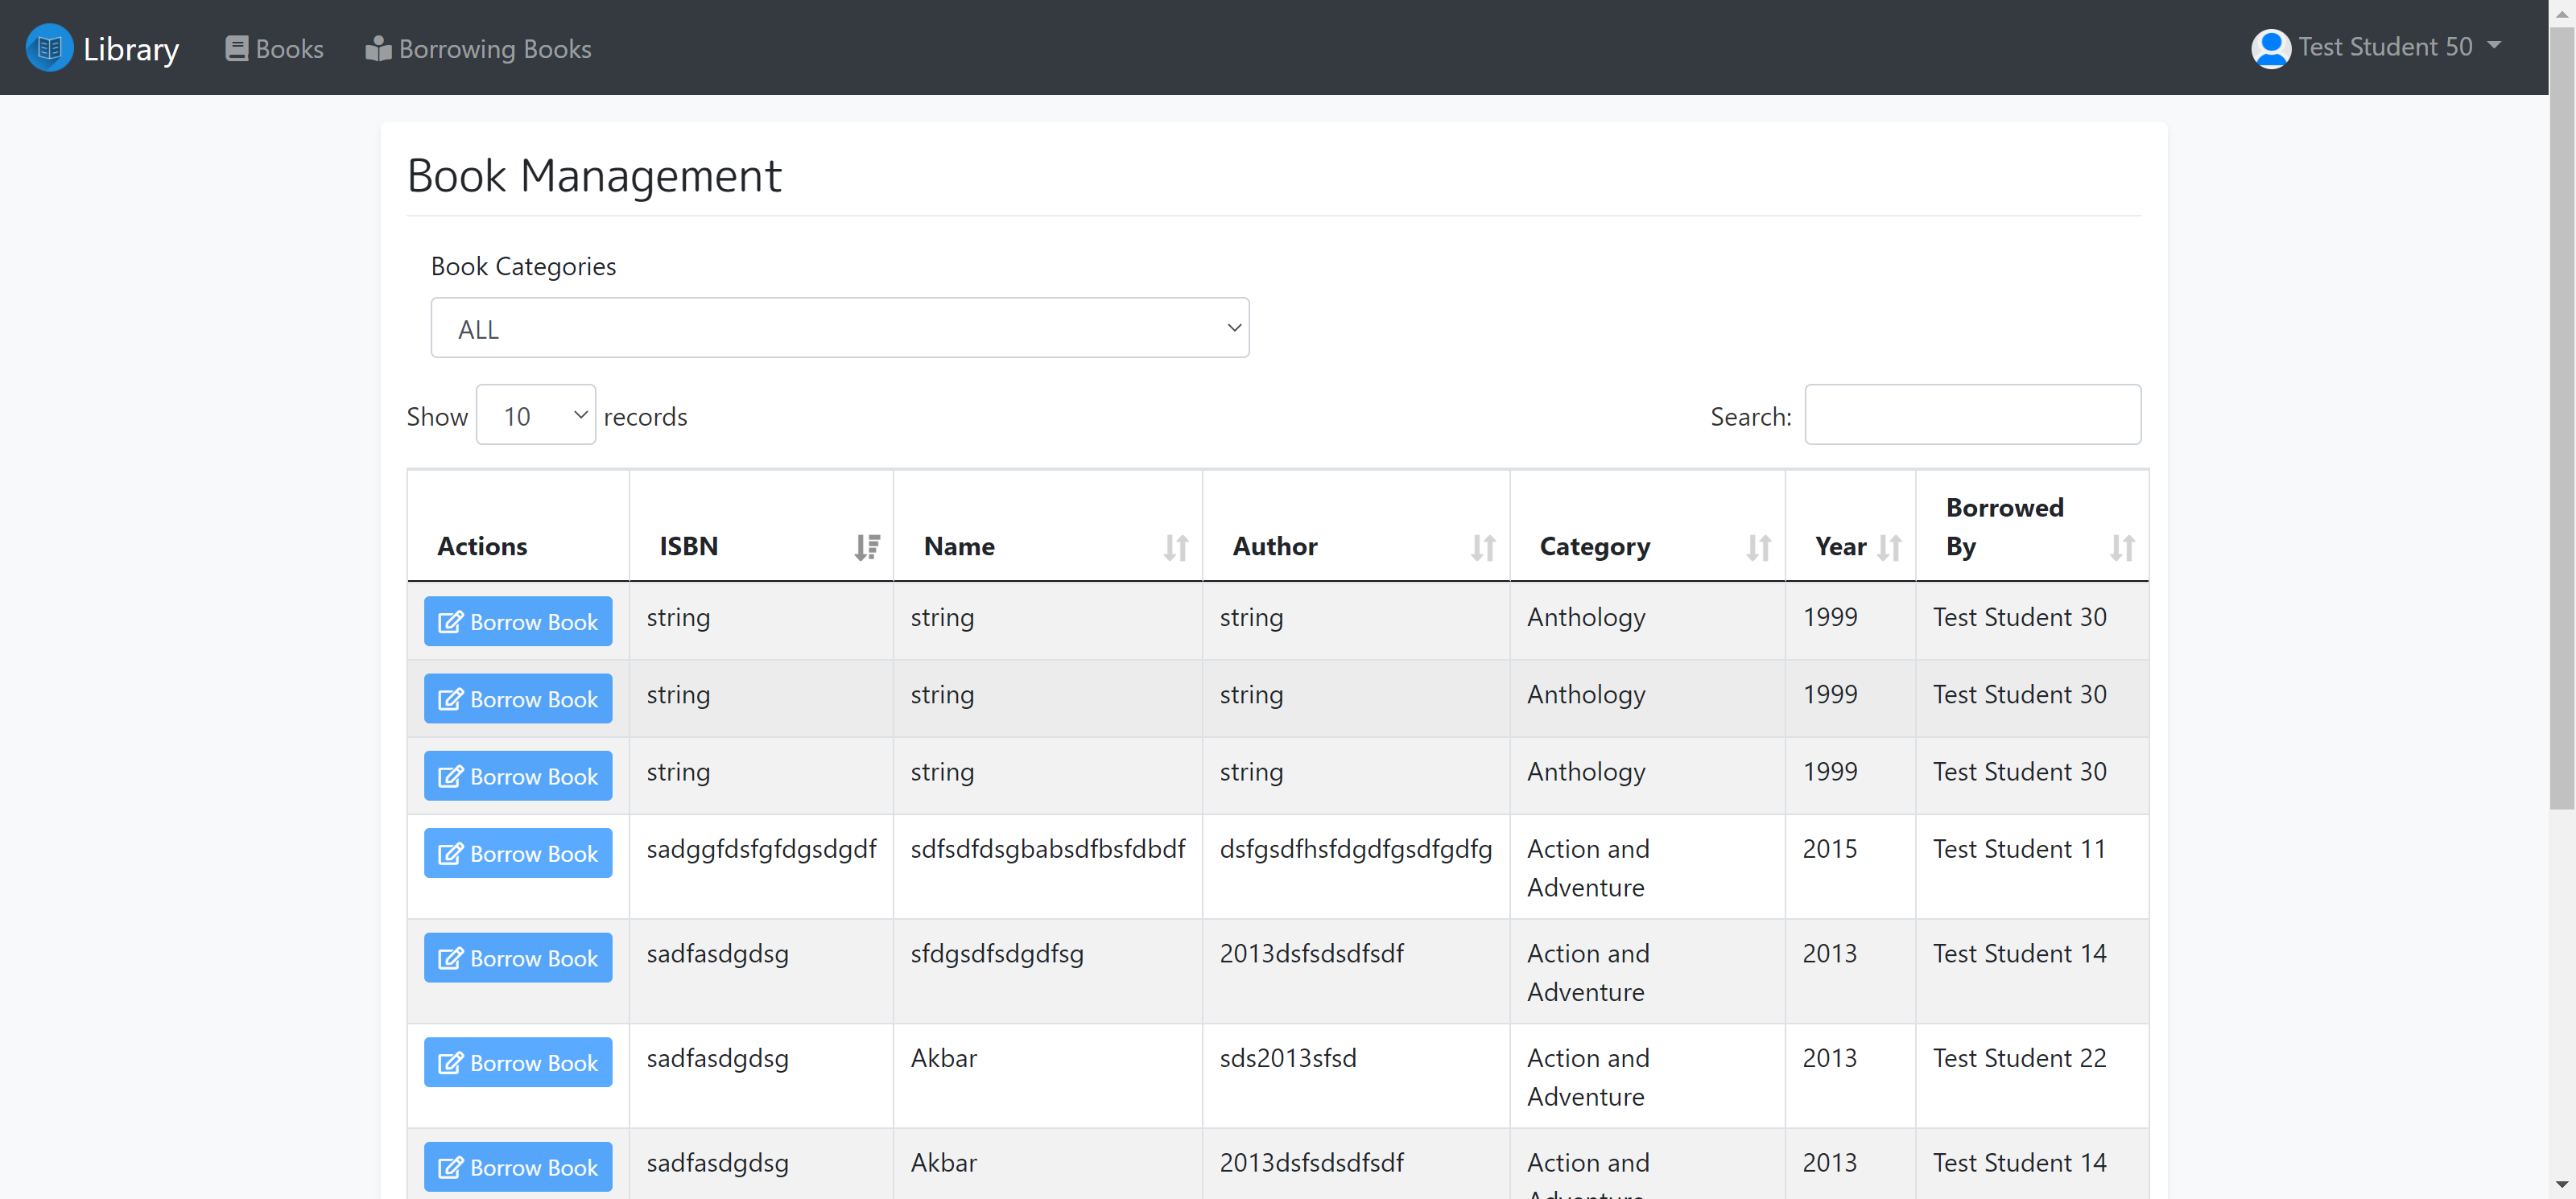 Library Books Borrowing Books Test Student 50
Book Management
Book Categories
ALL
Show 10 records Search:
Actions ISBN Name Author Category Year Borrowed By
Borrow Book string string string Anthology 1999 Test Student 30
Borrow Book string string string Anthology 1999 Test Student 30
Borrow Book string string string Anthology 1999 Test Student 30
Borrow Book sadggfdsfgfdgsdgdf sdfsdfdsgbabsdfbsfdbdf dsfgsdfhsfdgdfgsdfgdfg Action and 2015 Test Student 11
Adventure
Borrow Book sadfasdgdsg sfdgsdfsdgdfsg 2013dsfsdsdfsdf Action and 2013 Test Student 14
Adventure
Borrow Book sadfasdgdsg Akbar sds2013sfsd Action and 2013 Test Student 22
Adventure
Borrow Book sadfasdgdsg Akbar 2013dsfsdsdfsdf Action and 2013 Test Student 14